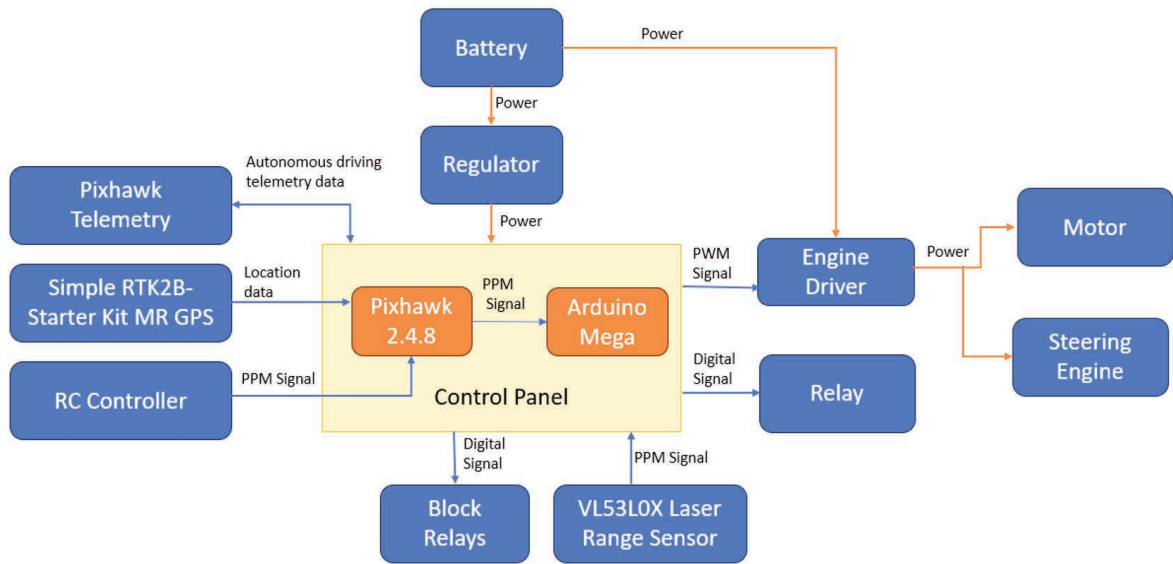 Battery
Power
Power
Regulator
Autonomous driving
telemetry data
Pixhawk
Telemetry
Power
Motor
Simple RTK2B-
Starter Kit MR GPS
Location
data
Pixhawk
2.4.8
PPM
Signal
Arduino
Mega
PWM
Signal
Engine
Driver
Power
Steering
Engine
RC Controller
PPM Signal
Control Panel
Digital
Signal
Relay
Digital
Signal
PPM Signal
Block
Relays
VL53L0X Laser
Range Sensor